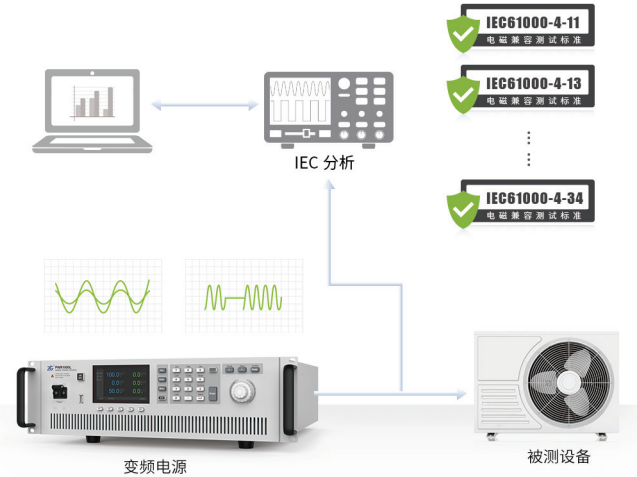 IEC61000-4-11
电磁兼容测试标准
IEC61000-4-13
电磁兼容测试标准
IEC 分析
IEC61000-4-34
电磁兼容测试标准
变频电源
被测设备